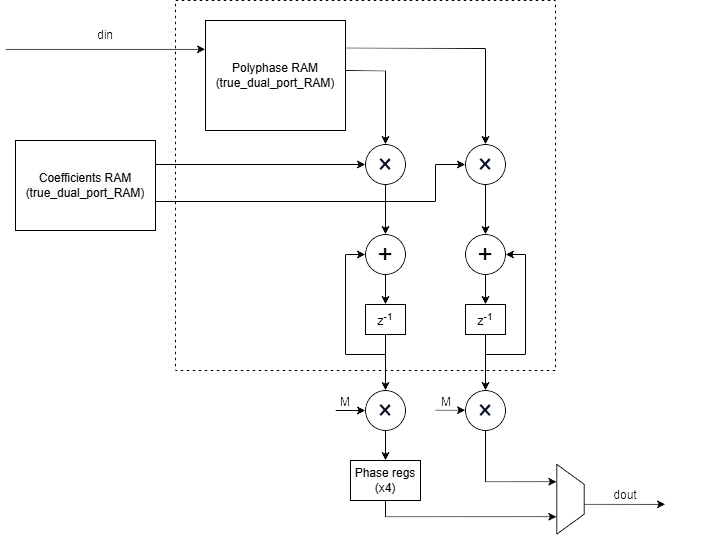 din
Polyphase RAM
(true_dual_port_RAM)
Coefficients RAM
(true_dual_port_RAM)
×
×
+
+
z-1
z-1
M
×
M
×
Phase regs
(x4)
dout